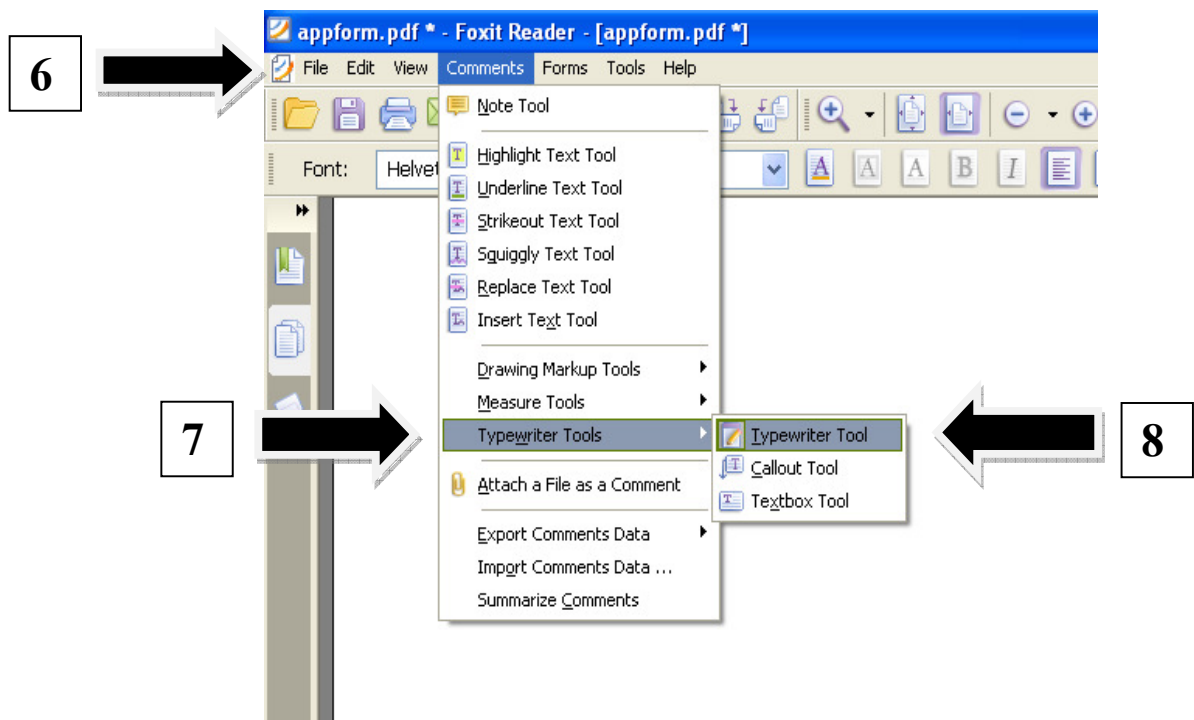 appform.pdf * - Foxit Reader - [appform.pdf *]
6
File Edit View Comments Forms Tools Help
Note Tool
Font: Helvet
Highlight Text Tool
Underline Text Tool
Strikeout Text Tool
Squiggly Text Tool
Replace Text Tool
Insert Text Tool
Drawing Markup Tools
Measure Tools
7
Typewriter Tools
Typewriter Tool
8
Callout Tool
Textbox Tool
Attach a File as a Comment
Export Comments Data
Import Comments Data ...
Summarize Comments